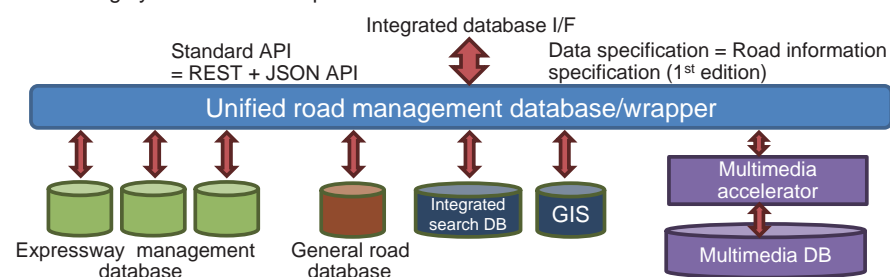 Integrated database I/F
Standard API
= REST + JSON API
Data specification = Road information
specification (1st edition)
Unified road management database/wrapper
Multimedia
accelerator
Integrated
search DB
GIS
Expressway management
database
General road
database
Multimedia DB